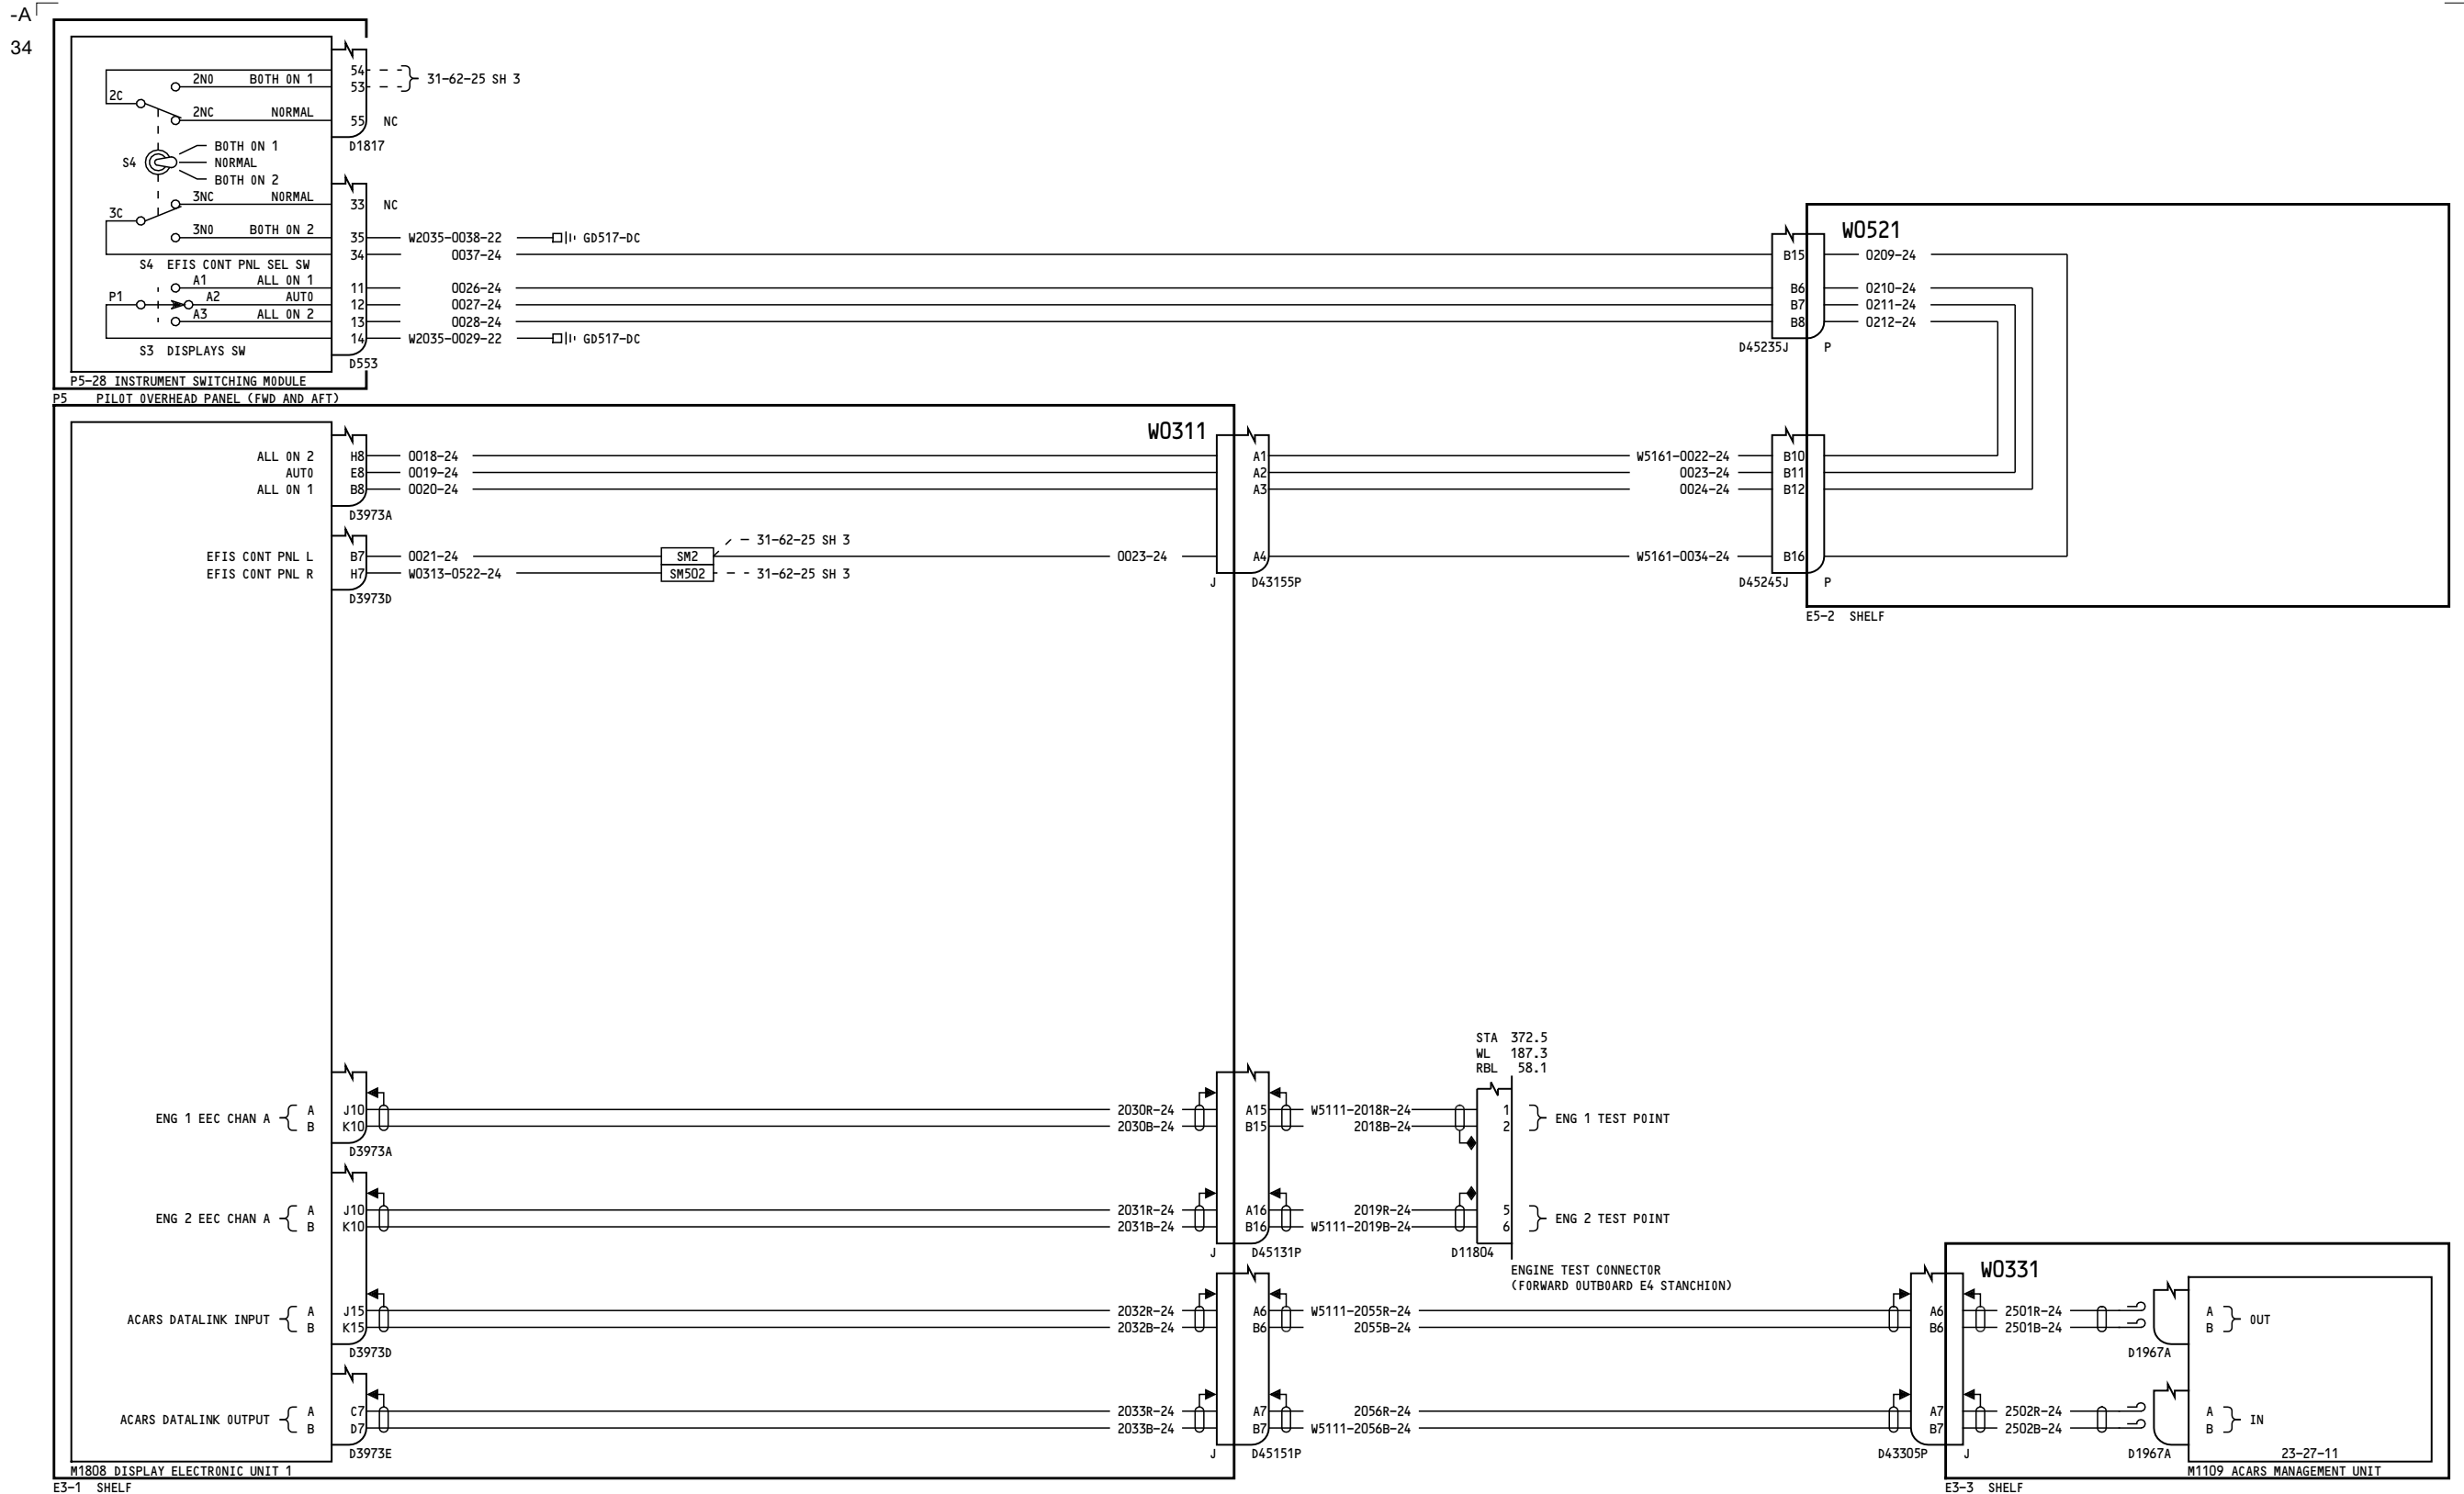 -A
34
54
2NO BOTH ON 1
53
31-62-25 SH 3
2C
2NC NORMAL
55 NC
D1817
S4
BOTH ON 1
NORMAL
BOTH ON 2
3NC NORMAL
33 NC
3C
3NO BOTH ON 2
35 W2035-0038-22 GD517-DC
34 0037-24
S4 EFIS CONT PNL SEL SW
A1 ALL ON 1
11 0026-24
P1 A2 AUTO
12 0027-24
A3 ALL ON 2
13 0028-24
14 W2035-0029-22 GD517-DC
S3 DISPLAYS SW
D553
P5-28 INSTRUMENT SWITCHING MODULE
P5 PILOT OVERHEAD PANEL (FWD AND AFT)
W0521
B15 0209-24
B6 0210-24
B7 0211-24
B8 0212-24
D45235J P
W0311
ALL ON 2 H8 0018-24 A1 W5161-0022-24 B10
AUTO E8 0019-24 A2 0023-24 B11
ALL ON 1 B8 0020-24 A3 0024-24 B12
D3973A
31-62-25 SH 3
EFIS CONT PNL L B7 0021-24 SM2 0023-24 A4 W5161-0034-24 B16
EFIS CONT PNL R H7 W0313-0522-24 SM502 31-62-25 SH 3
J D43155P D45245J P
D3973D
E5-2 SHELF
STA 372.5
WL 187.3
RBL 58.1
ENG 1 EEC CHAN A
A J10 2030R-24 A15 W5111-2018R-24 1
B K10 2030B-24 B15 2018B-24 2
ENG 1 TEST POINT
D3973A
ENG 2 EEC CHAN A
A J10 2031R-24 A16 2019R-24 5
B K10 2031B-24 B16 W5111-2019B-24 6
ENG 2 TEST POINT
J D45131P D11804
ENGINE TEST CONNECTOR
(FORWARD OUTBOARD E4 STANCHION)
W0331
ACARS DATALINK INPUT
A J15 2032R-24 A6 W5111-2055R-24 A6 2501R-24 A
B K15 2032B-24 B6 2055B-24 B6 2501B-24 B
OUT
D3973D
D1967A
ACARS DATALINK OUTPUT
A C7 2033R-24 A7 2056R-24 A7 2502R-24 A
B D7 2033B-24 B7 W5111-2056B-24 B7 2502B-24 B
IN
D3973E J D45151P D43305P J D1967A 23-27-11
M1808 DISPLAY ELECTRONIC UNIT 1
M1109 ACARS MANAGEMENT UNIT
E3-1 SHELF
E3-3 SHELF